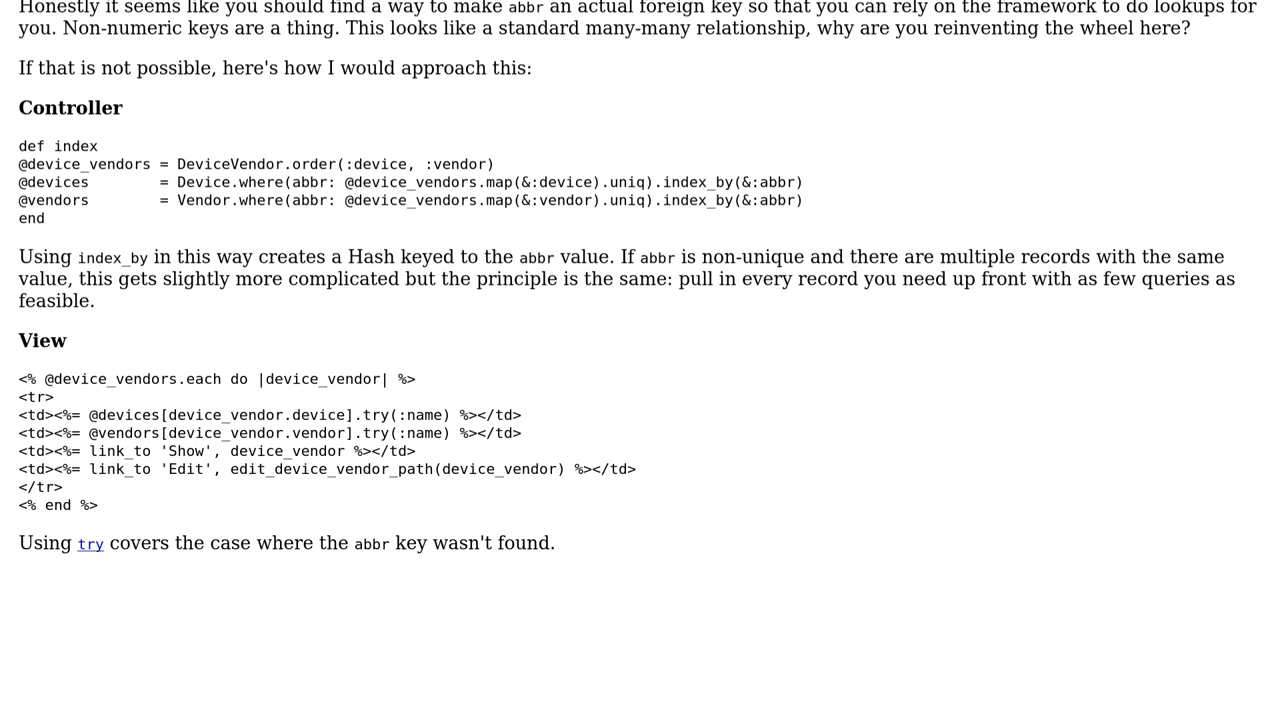 Honestly it seems like you should find a way to make abbr an actual foreign key so that you can rely on the framework to do lookups for
you. Non-numeric keys are a thing. This looks like a standard many-many relationship, why are you reinventing the wheel here?
If that is not possible, here's how I would approach this:
Controller
def index
@device_vendors = DeviceVendor.order(:device, :vendor)
@devices        = Device.where(abbr: @device_vendors.map(&:device).uniq).index_by(&:abbr)
@vendors        = Vendor.where(abbr: @device_vendors.map(&:vendor).uniq).index_by(&:abbr)
end
Using index_by in this way creates a Hash keyed to the abbr value. If abbr is non-unique and there are multiple records with the same
value, this gets slightly more complicated but the principle is the same: pull in every record you need up front with as few queries as
feasible.
View
<% @device_vendors.each do |device_vendor| %>
<tr>
<td><%= @devices[device_vendor.device].try(:name) %></td>
<td><%= @vendors[device_vendor.vendor].try(:name) %></td>
<td><%= link_to 'Show', device_vendor %></td>
<td><%= link_to 'Edit', edit_device_vendor_path(device_vendor) %></td>
</tr>
<% end %>
Using try covers the case where the abbr key wasn't found.